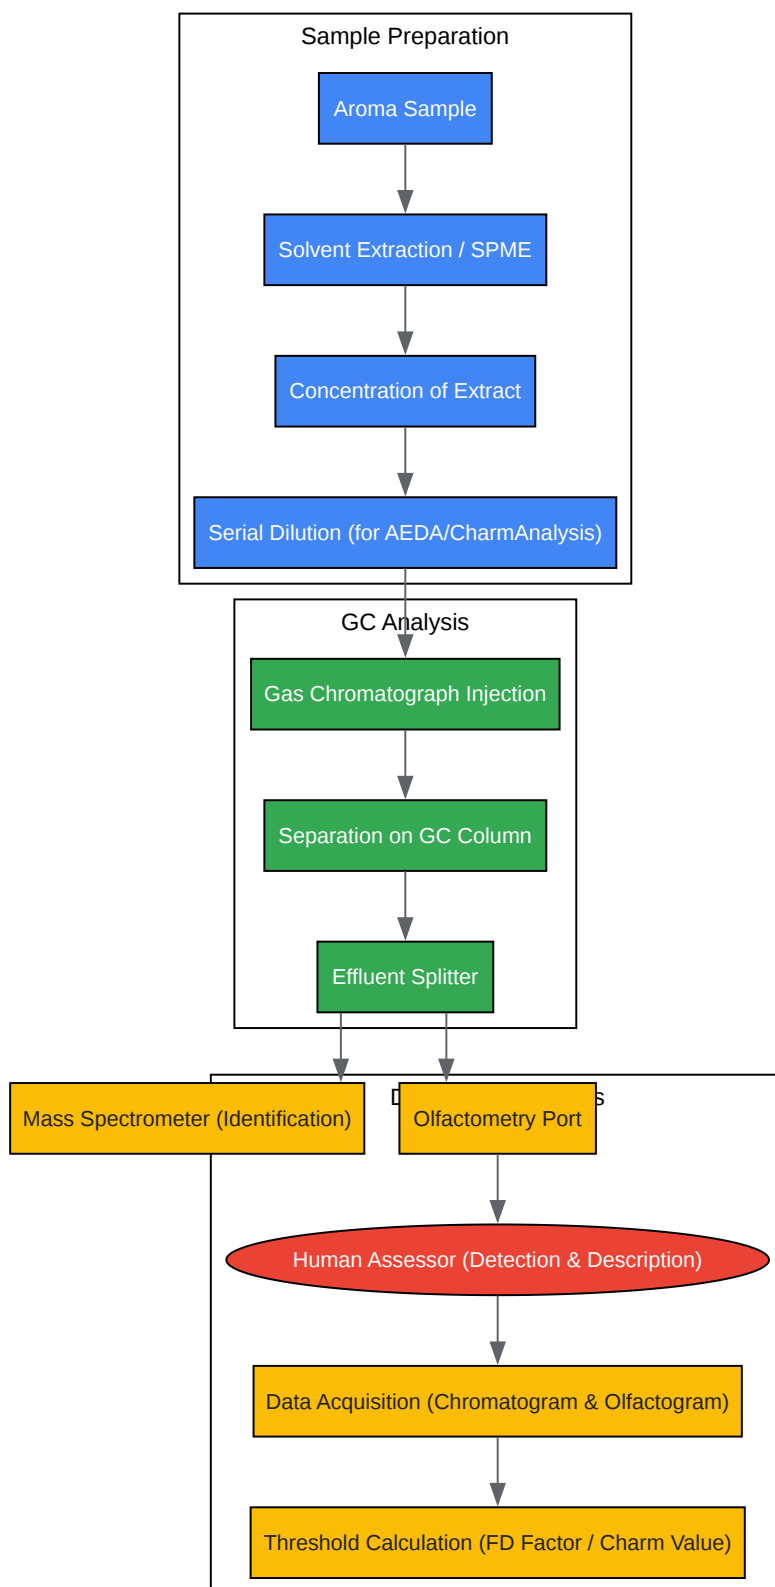 Sample Preparation
Aroma Sample
Solvent Extraction / SPME
Concentration of Extract
Serial Dilution (for AEDA/CharmAnalysis)
GC Analysis
Gas Chromatograph Injection
Separation on GC Column
Effluent Splitter
Mass Spectrometer (Identification)
Olfactometry Port
Human Assessor (Detection & Description)
Data Acquisition (Chromatogram & Olfactogram)
Threshold Calculation (FD Factor / Charm Value)